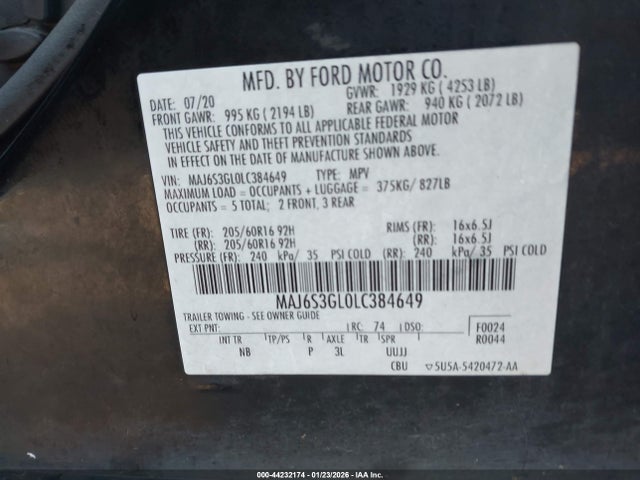 MFD. BY FORD MOTOR CO.
DATE: 07/20 GVWR: 1929 KG ( 4253 LB)
FRONT GAWR: 995 KG ( 2194 LB) REAR GAWR: 940 KG ( 2072 LB)
THIS VEHICLE CONFORMS TO ALL APPLICABLE FEDERAL MOTOR
VEHICLE SAFETY AND THEFT PREVENTION STANDARDS
IN EFFECT ON THE DATE OF MANUFACTURE SHOWN ABOVE.
VIN: MAJ6S3GL0LC384649 TYPE: MPV
MAXIMUM LOAD = OCCUPANTS + LUGGAGE = 375KG/ 827LB
OCCUPANTS = 5 TOTAL; 2 FRONT, 3 REAR
TIRE (FR): 205/60R16 92H RIMS (FR): 16x6.5J
(RR): 205/60R16 92H (RR): 16x6.5J
PRESSURE: (FR) 240 kPa/ 35 PSI COLD (RR) 240 kPa/ 35 PSI COLD
MAJ6S3GL0LC384649
TRAILER TOWING - SEE OWNER GUIDE
EXT PNT: RC: 74 DSO: F0024
INT TR TP/PS R AXLE TR SPR R0044
NB P 3L UUJJ
CBU ▽5U5A-5420472-AA
000-44232174 | 01/23/2026 - IAAI, Inc.